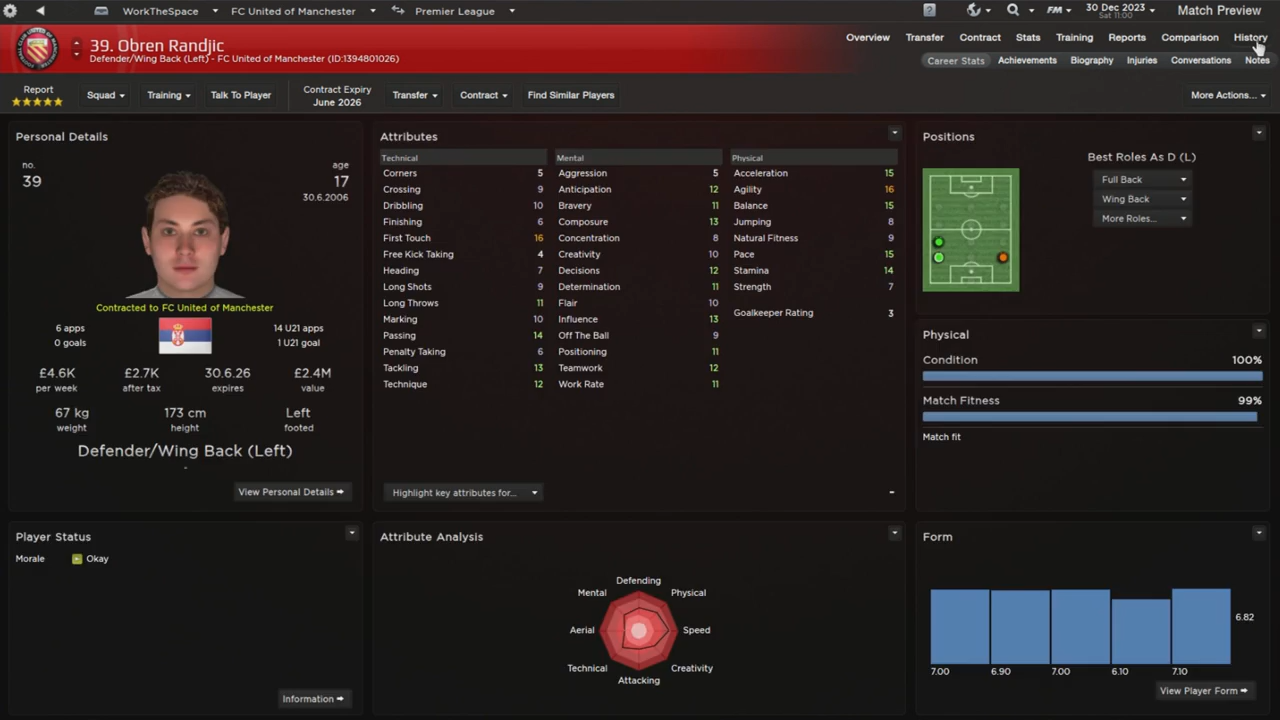 WorkTheSpace FC United of Manchester Premier League ? FM 30 Dec 2023 Sat 11:00 Match Preview
39. Obren Randjic
Defender/Wing Back (Left) - FC United of Manchester (ID:1394801026)
Overview Transfer Contract Stats Training Reports Comparison History
Career Stats Achievements Biography Injuries Conversations Notes
Report Squad Training Talk To Player Contract Expiry June 2026 Transfer Contract Find Similar Players More Actions...
Personal Details
no. age
39 17
30.6.2006
Contracted to FC United of Manchester
6 apps 14 U21 apps
0 goals 1 U21 goal
£4.6K £2.7K 30.6.26 £2.4M
per week after tax expires value
67 kg 173 cm Left
weight height footed
Defender/Wing Back (Left)
-
View Personal Details
Attributes
Technical Mental Physical
Corners 5 Aggression 5 Acceleration 15
Crossing 9 Anticipation 12 Agility 16
Dribbling 10 Bravery 11 Balance 15
Finishing 6 Composure 13 Jumping 8
First Touch 16 Concentration 8 Natural Fitness 9
Free Kick Taking 4 Creativity 10 Pace 15
Heading 7 Decisions 12 Stamina 14
Long Shots 9 Determination 11 Strength 7
Long Throws 11 Flair 10
Marking 10 Influence 13 Goalkeeper Rating 3
Passing 14 Off The Ball 9
Penalty Taking 6 Positioning 11
Tackling 13 Teamwork 12
Technique 12 Work Rate 11
Highlight key attributes for... -
Positions
Best Roles As D (L)
Full Back
Wing Back
More Roles...
Physical
Condition 100%
Match Fitness 99%
Match fit
Player Status
Morale Okay
Information
Attribute Analysis
Defending
Mental Physical
Aerial Speed
Technical Creativity
Attacking
Form
6.82
7.00 6.90 7.00 6.10 7.10
View Player Form